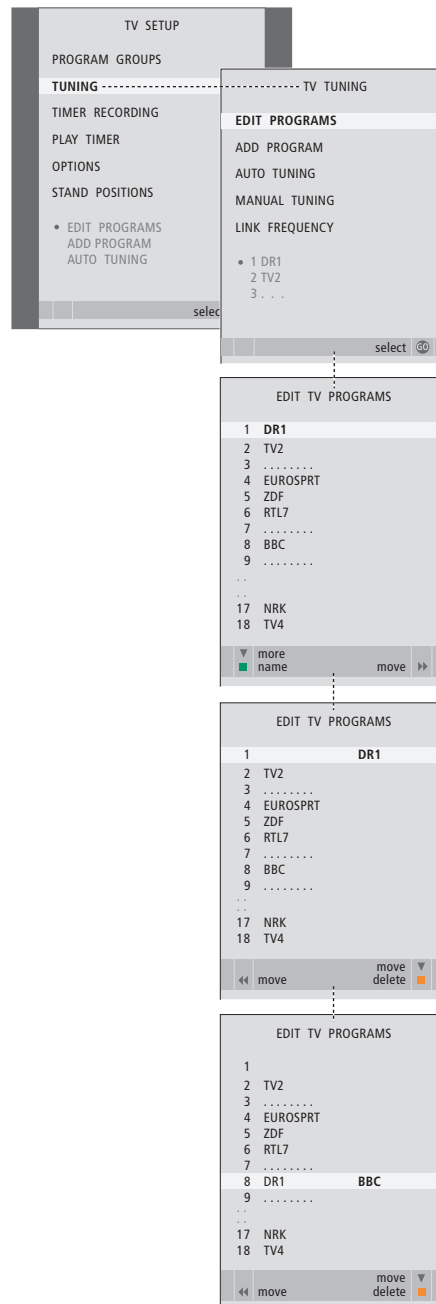 TV SETUP
PROGRAM GROUPS
TUNING
TIMER RECORDING
PLAY TIMER
OPTIONS
STAND POSITIONS
• EDIT PROGRAMS
ADD PROGRAM
AUTO TUNING
selec
TV TUNING
EDIT PROGRAMS
ADD PROGRAM
AUTO TUNING
MANUAL TUNING
LINK FREQUENCY
• 1 DR1
2 TV2
3 . . .
select GO
EDIT TV PROGRAMS
1 DR1
2 TV2
3 . . . . . . . .
4 EUROSPRT
5 ZDF
6 RTL7
7 . . . . . . . .
8 BBC
9 . . . . . . . .
. .
. .
17 NRK
18 TV4
more
name move
EDIT TV PROGRAMS
1 DR1
2 TV2
3 . . . . . . . .
4 EUROSPRT
5 ZDF
6 RTL7
7 . . . . . . . .
8 BBC
9 . . . . . . . .
. .
. .
17 NRK
18 TV4
move
move delete
EDIT TV PROGRAMS
1
2 TV2
3 . . . . . . . .
4 EUROSPRT
5 ZDF
6 RTL7
7 . . . . . . . .
8 DR1 BBC
9 . . . . . . . .
. .
. .
17 NRK
18 TV4
move
move delete